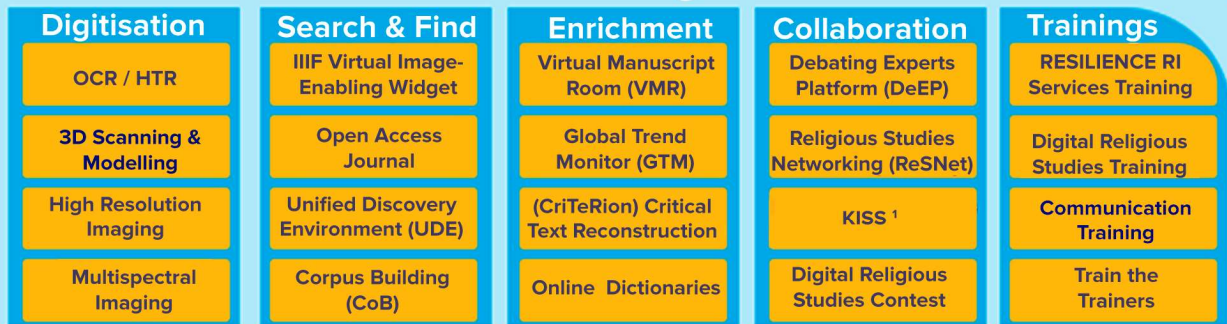 Digitisation
OCR / HTR
3D Scanning &
Modelling
High Resolution
Imaging
Multispectral
Imaging
Search & Find
IIIF Virtual Image-
Enabling Widget
Open Access
Journal
Unified Discovery
Environment (UDE)
Corpus Building
(CoB)
Enrichment
Virtual Manuscript
Room (VMR)
Global Trend
Monitor (GTM)
(CriTeRion) Critical
Text Reconstruction
Online Dictionaries
Collaboration
Debating Experts
Platform (DeEP)
Religious Studies
Networking (ReSNet)
KISS ¹
Digital Religious
Studies Contest
Trainings
RESILIENCE RI
Services Training
Digital Religious
Studies Training
Communication
Training
Train the
Trainers